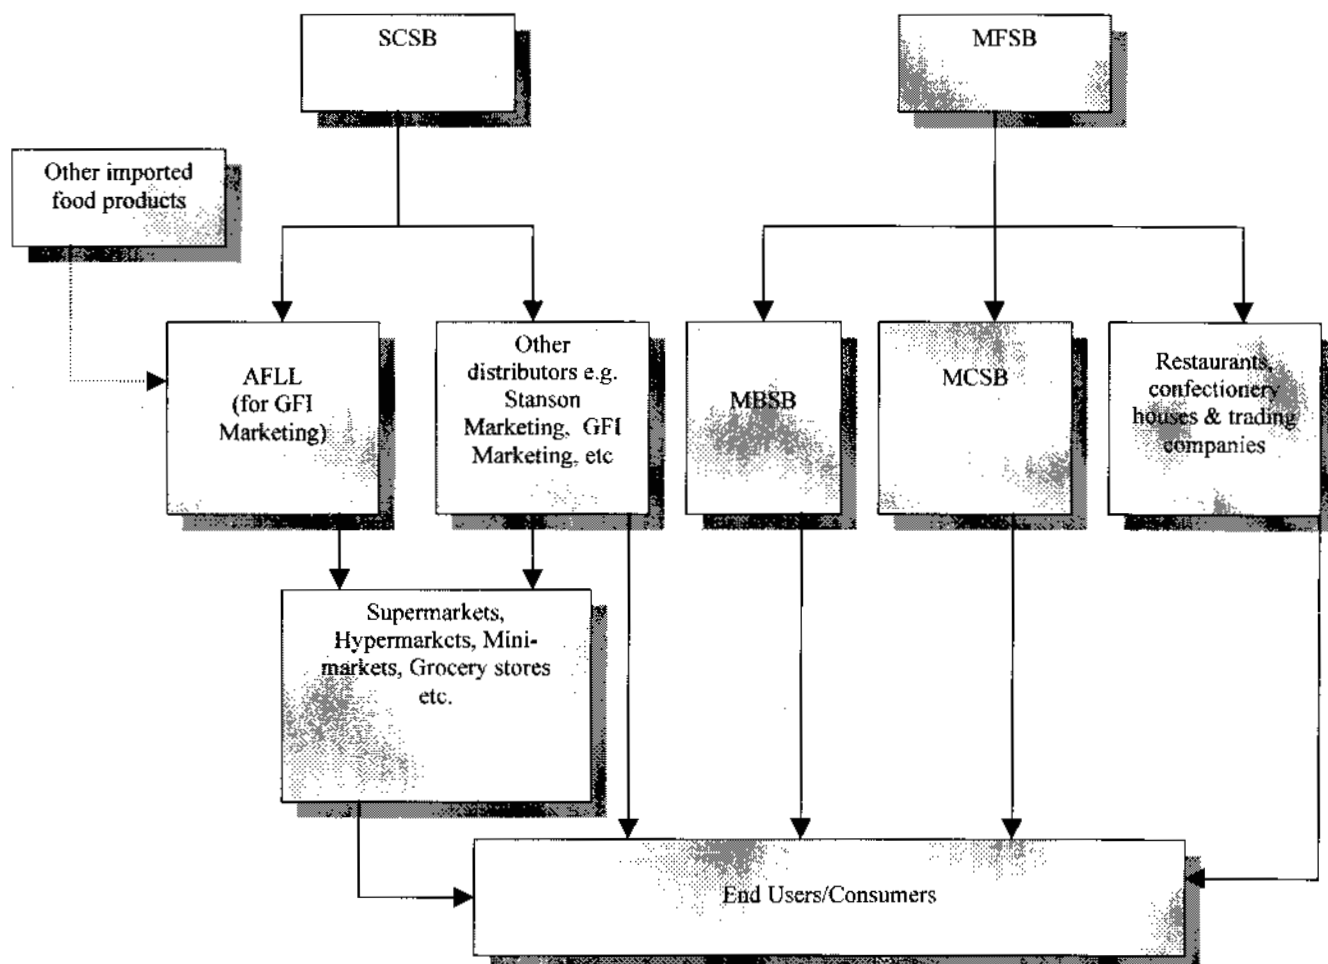 SCSB
MFSB
Other imported
food products
AFLL
(for GFI
Marketing)
Other
distributors e.g.
Stanson
Marketing, GFI
Marketing, etc
MBSB
MCSB
Restaurants,
confectionery
houses & trading
companies
Supermarkets,
Hypermarkets, Mini-
markets, Grocery stores
etc.
End Users/Consumers